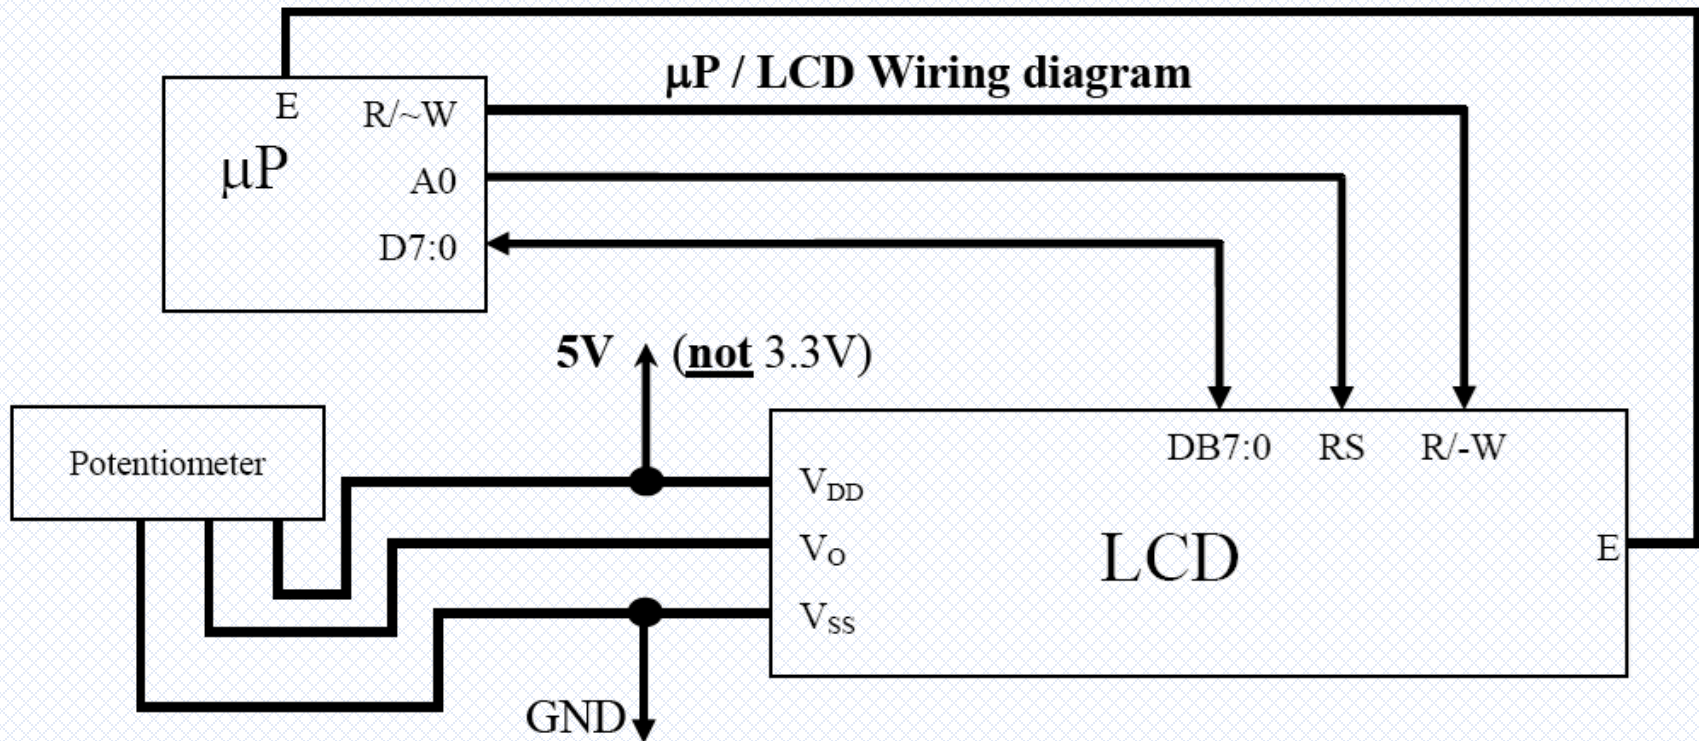 μP / LCD Wiring diagram
E
R/~W
μP
A0
D7:0
5V (not 3.3V)
Potentiometer
DB7:0 RS R/-W
VDD
VO
LCD
E
VSS
GND